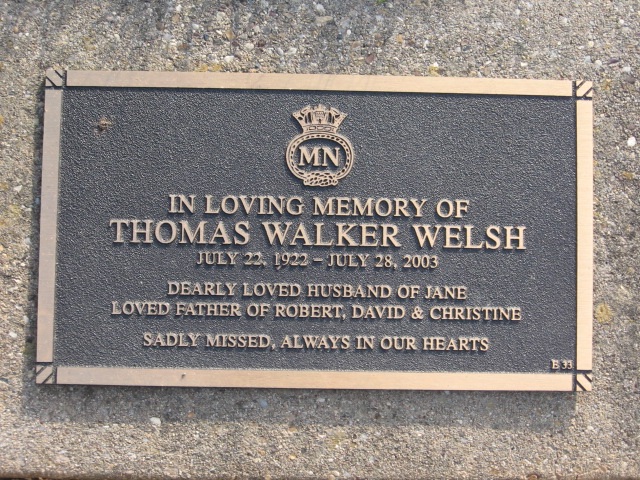 MN
IN LOVING MEMORY OF
THOMAS WALKER WELSH
JULY 22, 1922 – JULY 28, 2003
DEARLY LOVED HUSBAND OF JANE
LOVED FATHER OF ROBERT, DAVID & CHRISTINE
SADLY MISSED, ALWAYS IN OUR HEARTS
E 33